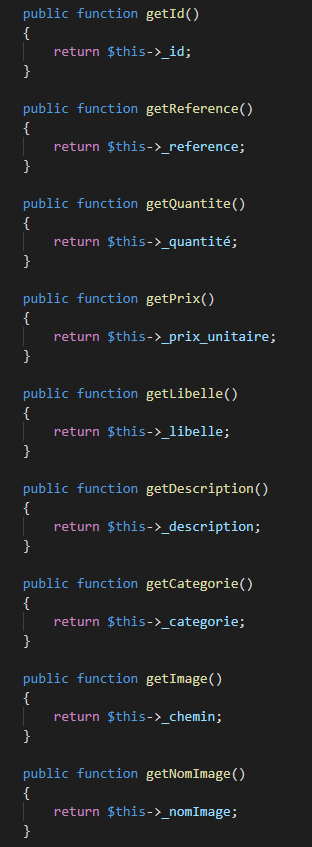 public function getId()
{
return $this->_id;
}
public function getReference()
{
return $this->_reference;
}
public function getQuantite()
{
return $this->_quantité;
}
public function getPrix()
{
return $this->_prix_unitaire;
}
public function getLibelle()
{
return $this->_libelle;
}
public function getDescription()
{
return $this->_description;
}
public function getCategorie()
{
return $this->_categorie;
}
public function getImage()
{
return $this->_chemin;
}
public function getNomImage()
{
return $this->_nomImage;
}